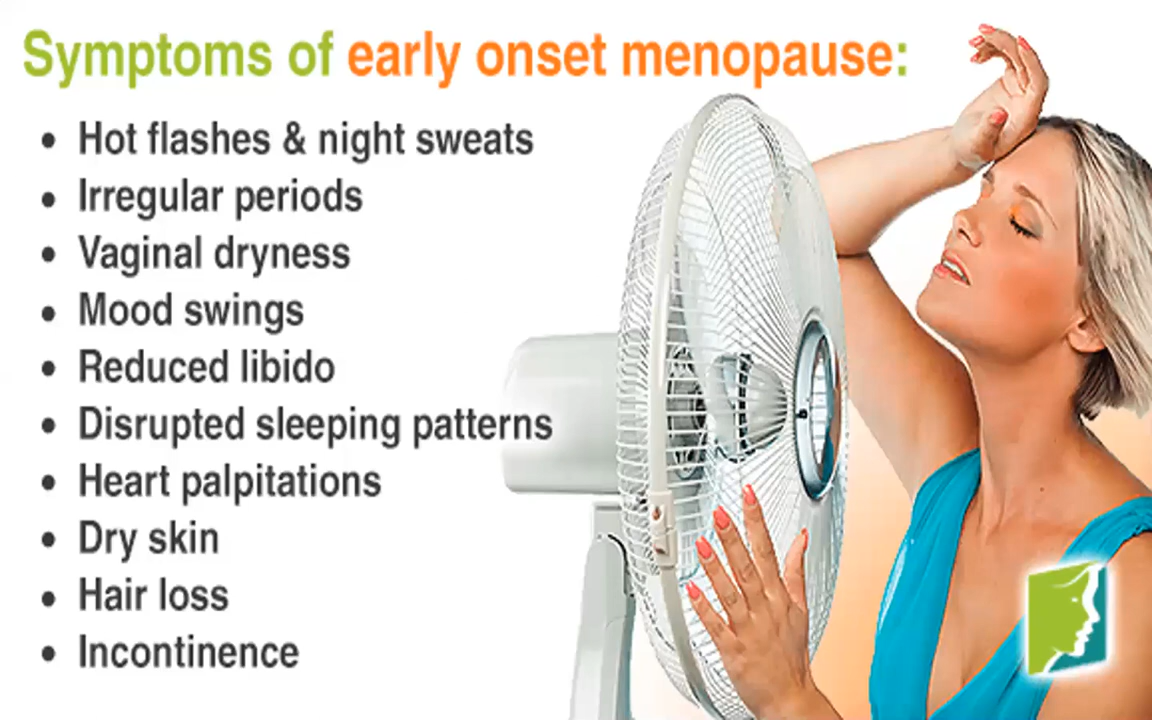 Symptoms of early onset menopause:
• Hot flashes & night sweats
• Irregular periods
• Vaginal dryness
• Mood swings
• Reduced libido
• Disrupted sleeping patterns
• Heart palpitations
• Dry skin
• Hair loss
• Incontinence